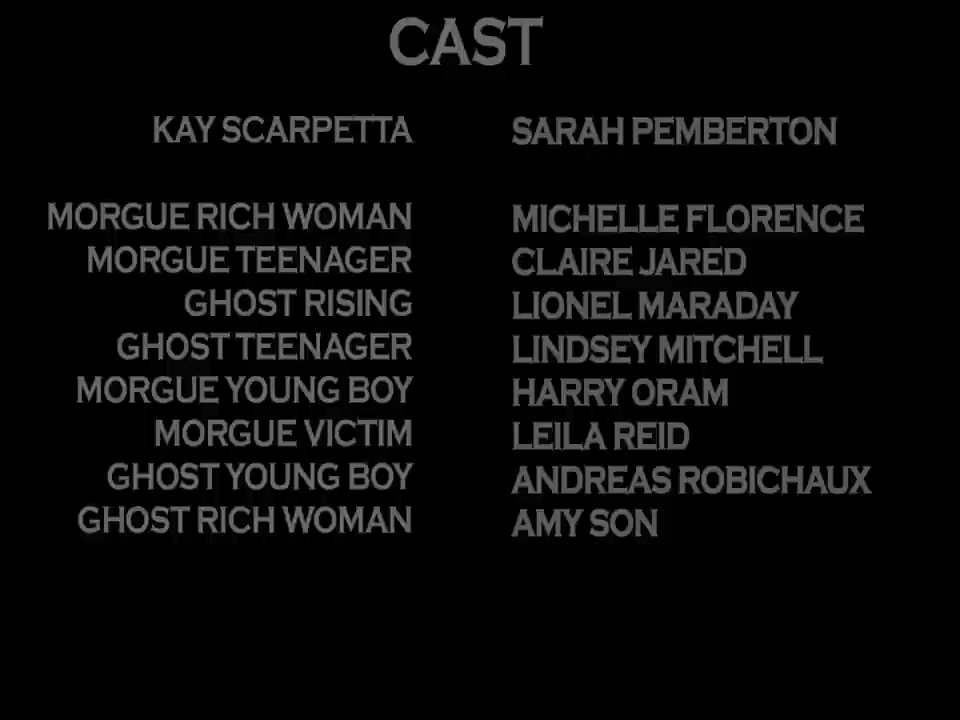 CAST
KAY SCARPETTA SARAH PEMBERTON
MORGUE RICH WOMAN MICHELLE FLORENCE
MORGUE TEENAGER CLAIRE JARED
GHOST RISING LIONEL MARADAY
GHOST TEENAGER LINDSEY MITCHELL
MORGUE YOUNG BOY HARRY ORAM
MORGUE VICTIM LEILA REID
GHOST YOUNG BOY ANDREAS ROBICHAUX
GHOST RICH WOMAN AMY SON